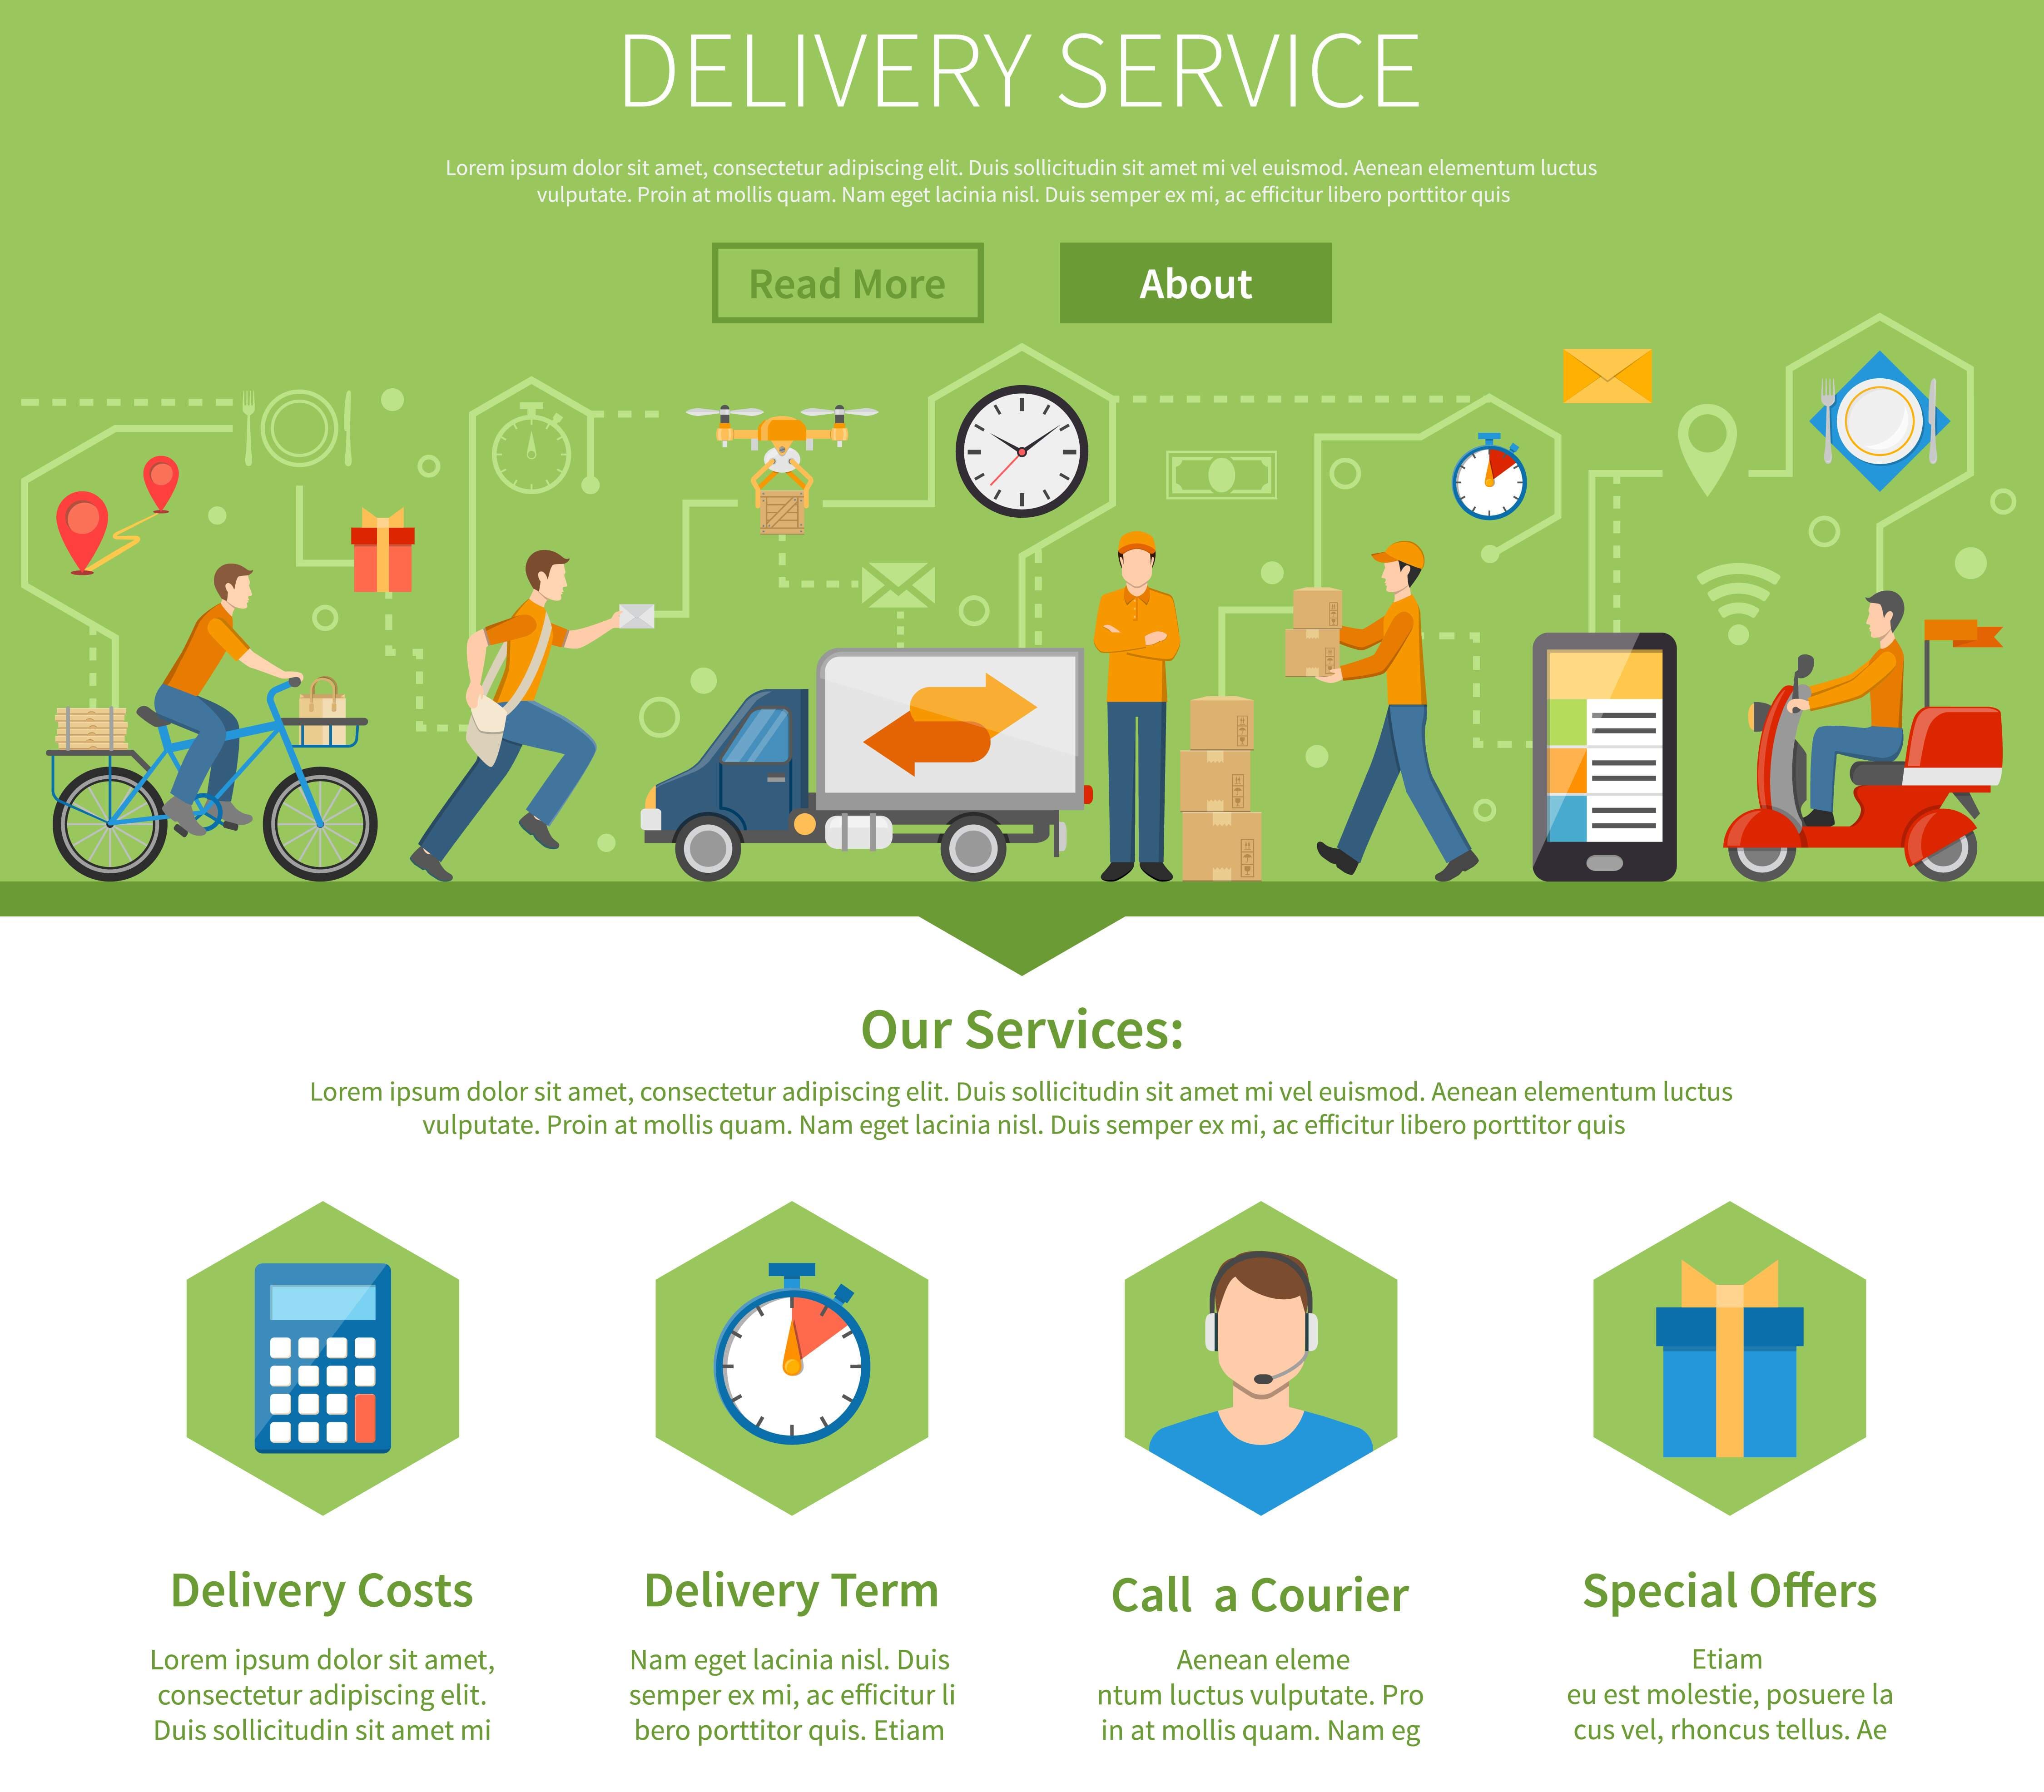 DELIVERY SERVICE
Lorem ipsum dolor sit amet, consectetur adipiscing elit. Duis sollicitudin sit amet mi vel euismod. Aenean elementum luctus
vulputate. Proin at mollis quam. Nam eget lacinia nisl. Duis semper ex mi, ac efficitur libero porttitor quis
Read More
About
Our Services:
Lorem ipsum dolor sit amet, consectetur adipiscing elit. Duis sollicitudin sit amet mi vel euismod. Aenean elementum luctus
vulputate. Proin at mollis quam. Nam eget lacinia nisl. Duis semper ex mi, ac efficitur libero porttitor quis
Delivery Costs
Lorem ipsum dolor sit amet,
consectetur adipiscing elit.
Duis sollicitudin sit amet mi
Delivery Term
Nam eget lacinia nisl. Duis
semper ex mi, ac efficitur li
bero porttitor quis. Etiam
Call  a Courier
Aenean eleme
ntum luctus vulputate. Pro
in at mollis quam. Nam eg
Special Offers
Etiam
eu est molestie, posuere la
cus vel, rhoncus tellus. Ae